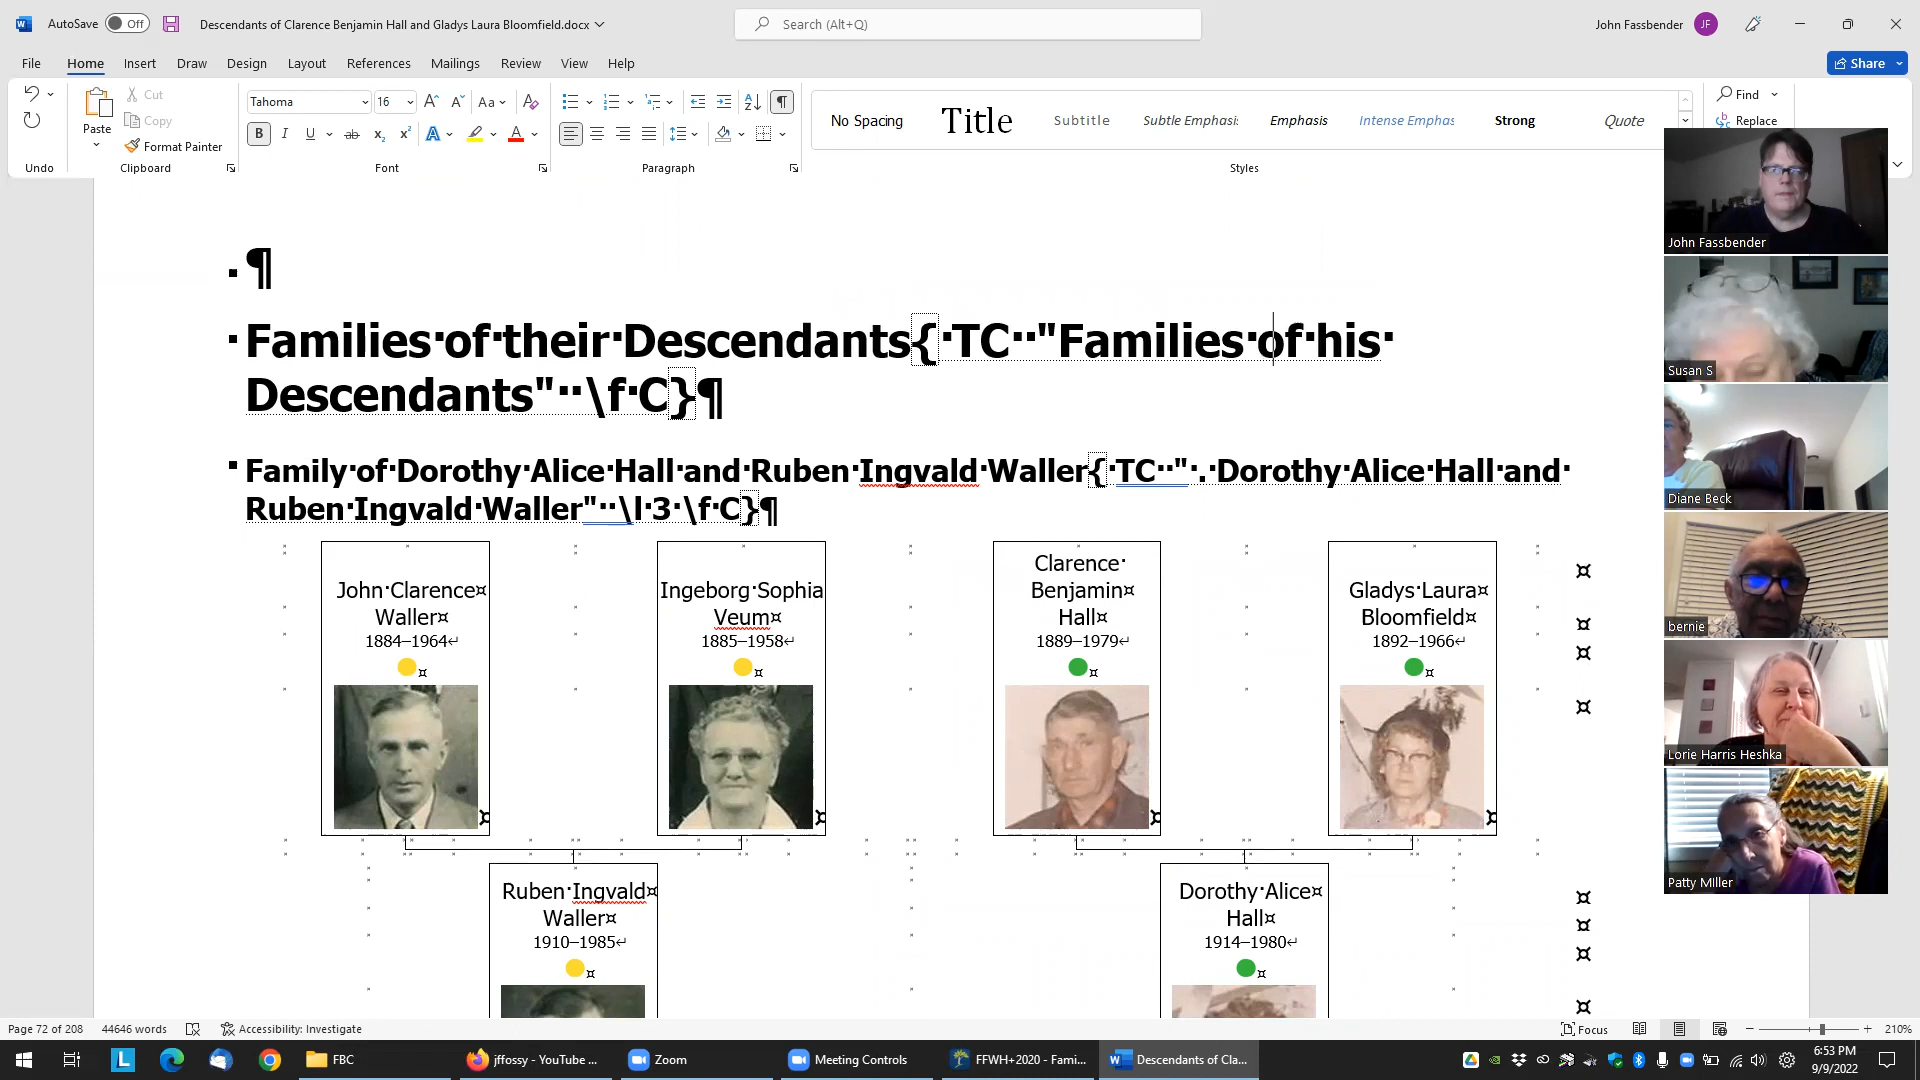 AutoSave Off
Descendants of Clarence Benjamin Hall and Gladys Laura Bloomfield.docx
Search (Alt+Q)
John Fassbender JF
File Home Insert Draw Design Layout References Mailings Review View Help
Share
Undo
Paste
Cut
Copy
Format Painter
Clipboard
Tahoma 16
Font
Paragraph
No Spacing
Title
Subtitle
Subtle Emphasi
Emphasis
Intense Emphas
Strong
Quote
Styles
Find
Replace
¶
Families·of·their·Descendants{·TC··"Families·of·his·
Descendants"··\f·C}¶
Family·of·Dorothy·Alice·Hall·and·Ruben·Ingvald·Waller{·TC··".·Dorothy·Alice·Hall·and·
Ruben·Ingvald·Waller"··\l·3·\f·C}¶
John·Clarence¤
Waller¤
1884–1964↵
¤
Ingeborg·Sophia
Veum¤
1885–1958↵
¤
Clarence·
Benjamin¤
Hall¤
1889–1979↵
¤
Gladys·Laura¤
Bloomfield¤
1892–1966↵
¤
Ruben·Ingvald¤
Waller¤
1910–1985↵
¤
Dorothy·Alice¤
Hall¤
1914–1980↵
¤
John Fassbender
Susan S
Diane Beck
bernie
Lorie Harris Heshka
Patty MIller
Page 72 of 208
44646 words
Accessibility: Investigate
Focus
210%
FBC
jffossy - YouTube ...
Zoom
Meeting Controls
FFWH+2020 - Fami...
Descendants of Cla...
6:53 PM
9/9/2022